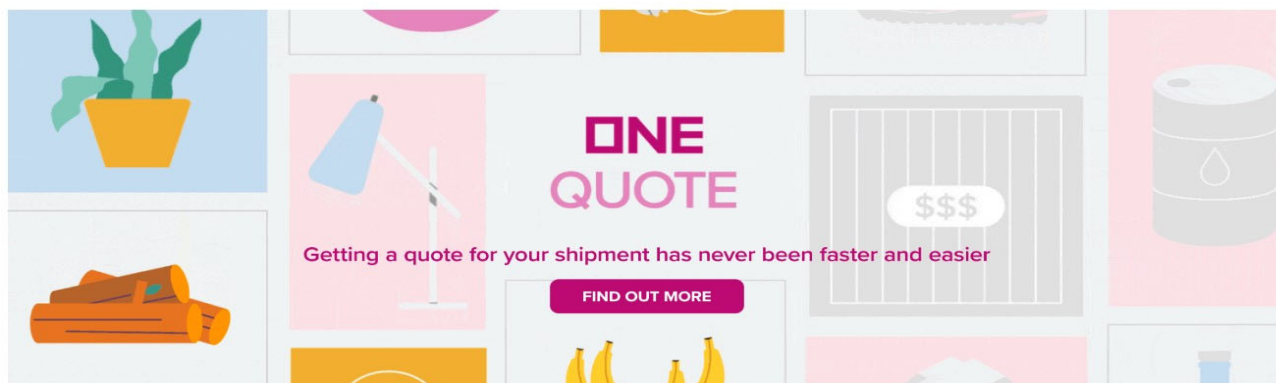 ONE
QUOTE
$$$
Getting a quote for your shipment has never been faster and easier
FIND OUT MORE